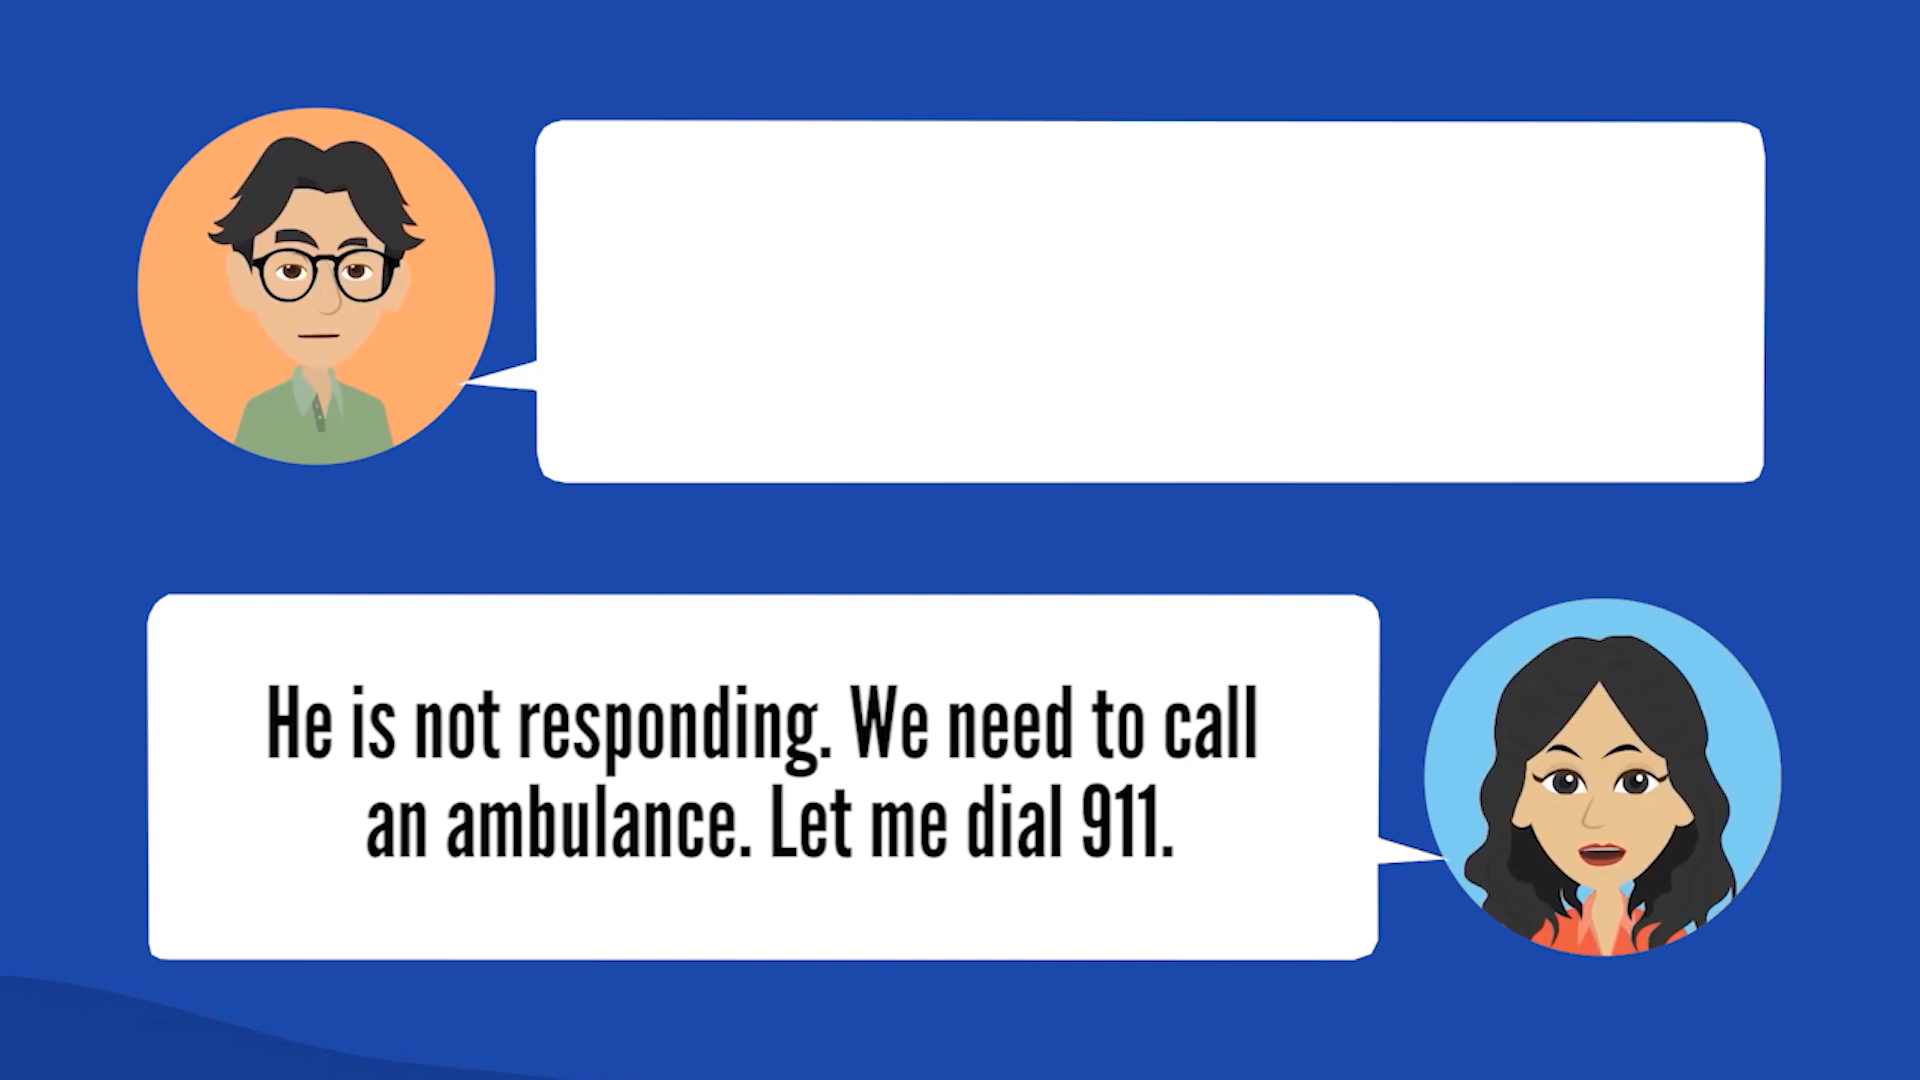 He is not responding. We need to call
an ambulance. Let me dial 911.